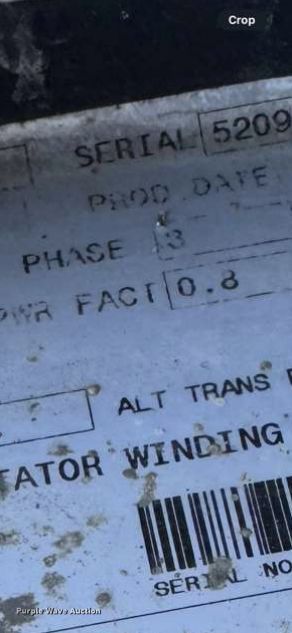 Crop
SERIAL 5209
PROD DATE
PHASE 3
PWR FACT 0.8
ALT TRANS
TATOR WINDING
SERIAL NO
Purple Wave Auction